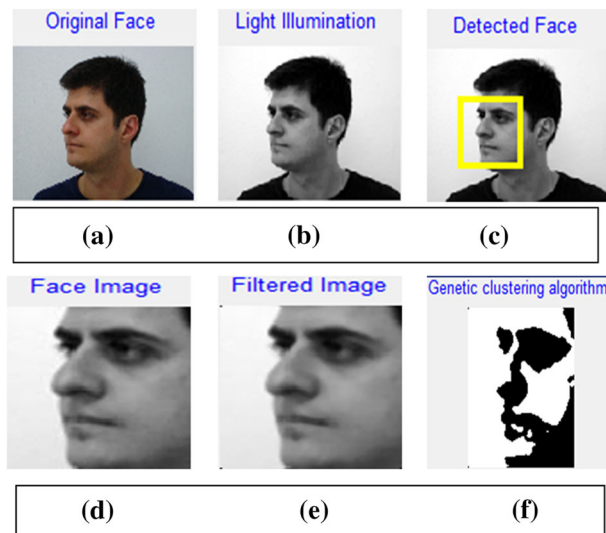 Original Face
Light Illumination
Detected Face
(a)
(b)
(c)
Face Image
Filtered Image
Genetic clustering algorithm
(d)
(e)
(f)